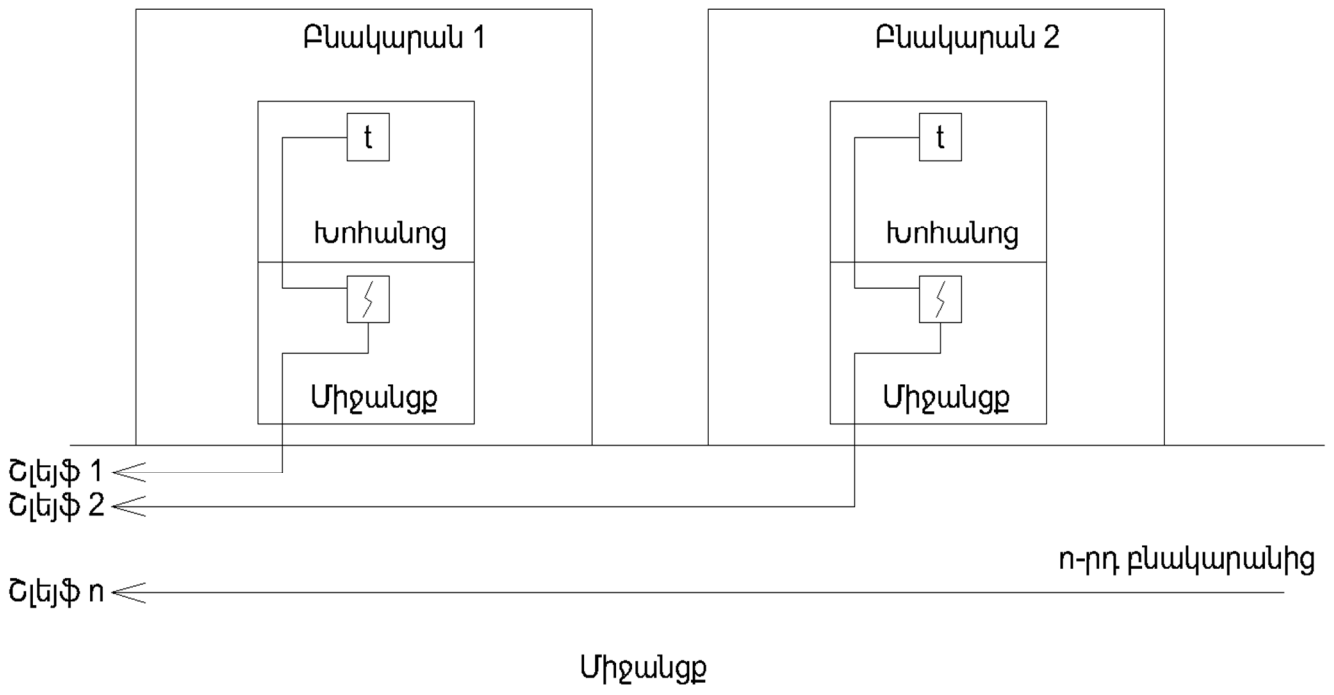 Բնակարան 1
Բնակարան 2
t
t
Խոհանոց
Խոհանոց
Միջանցք
Միջանցք
Շլեյֆ 1
Շլեյֆ 2
ո-րդ բնակարանից
Շլեյֆ ո
Միջանցք